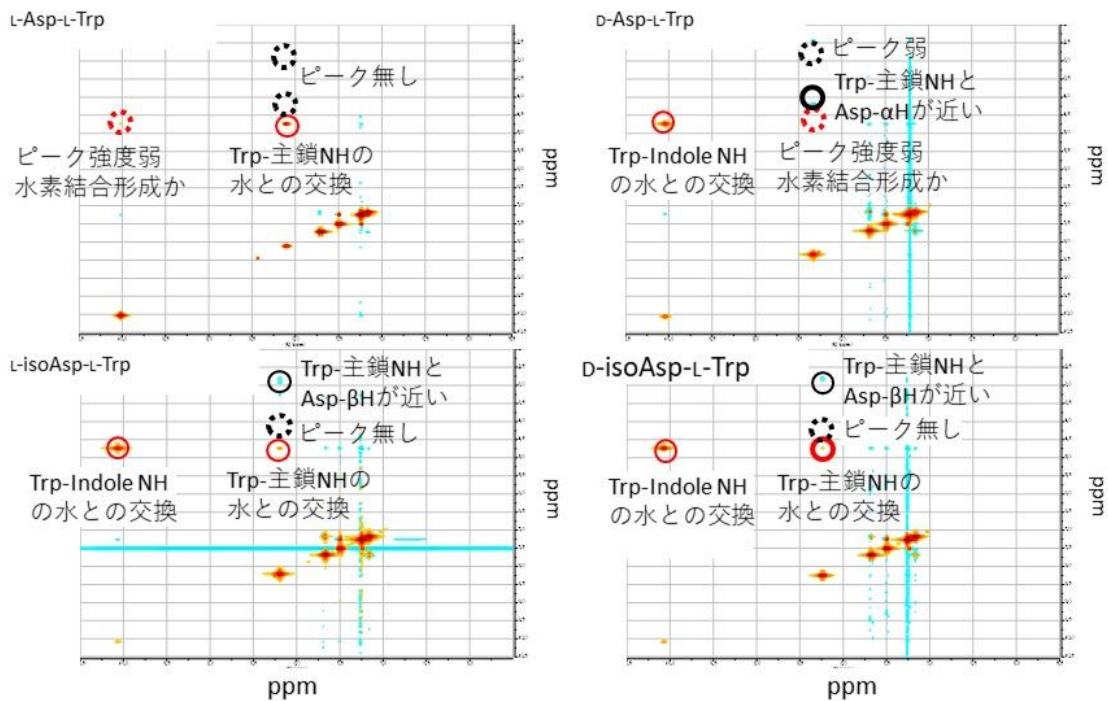 L-Asp-L-Trp
ピーク無し
ピーク強度弱
水素結合形成か
Trp-主鎖NHの
水との交換
ppm
D-Asp-L-Trp
ピーク弱
Trp-主鎖NHと
Asp-αHが近い
Trp-Indole NH
の水との交換
ピーク強度弱
水素結合形成か
ppm
L-isoAsp-L-Trp
Trp-主鎖NHと
Asp-βHが近い
ピーク無し
Trp-Indole NH
の水との交換
Trp-主鎖NHの
水との交換
ppm
ppm
D-isoAsp-L-Trp
Trp-主鎖NHと
Asp-βHが近い
ピーク無し
Trp-Indole NH
の水との交換
Trp-主鎖NHの
水との交換
ppm
ppm